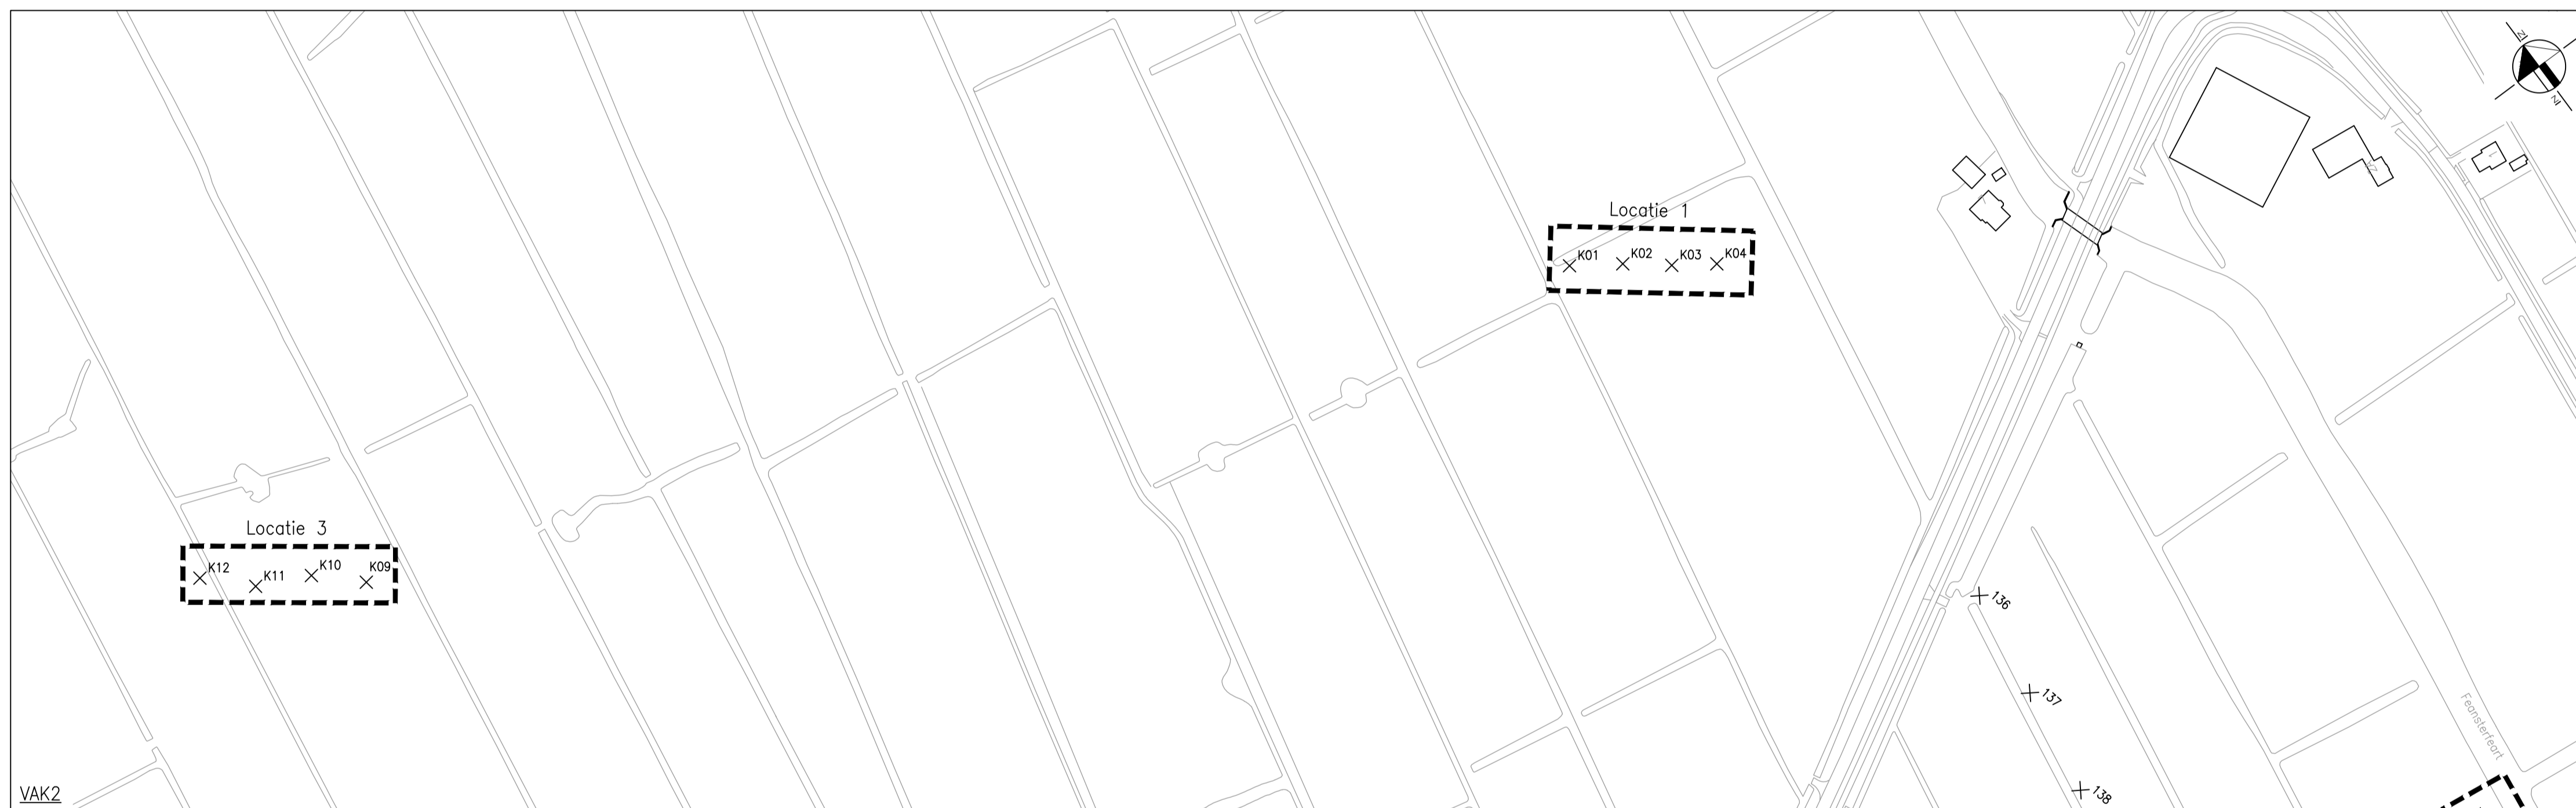 N
N
Locatie 1
K01 K02 K03 K04
Locatie 3
K12 K11 K10 K09
136
137
138
Feansterfeart
VAK2